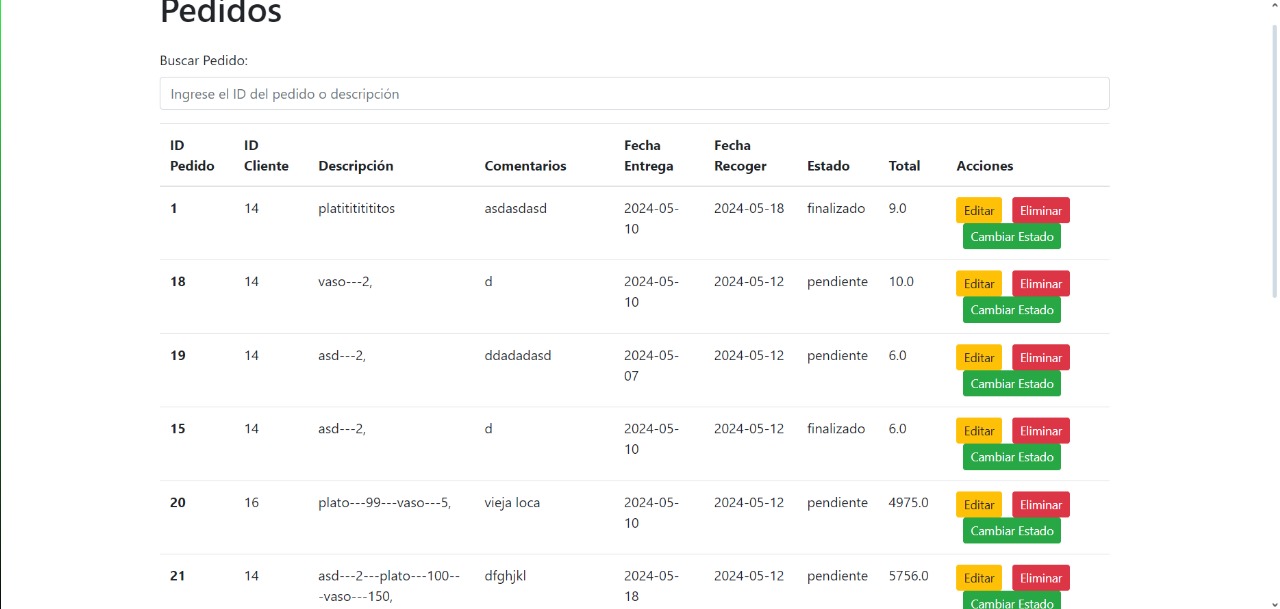 Pedidos
Buscar Pedido:
Ingrese el ID del pedido o descripción
ID Pedido ID Cliente Descripción Comentarios Fecha Entrega Fecha Recoger Estado Total Acciones
1 14 platitititititos asdasdasd 2024-05-10 2024-05-18 finalizado 9.0 Editar Eliminar
Cambiar Estado
18 14 vaso---2, d 2024-05-10 2024-05-12 pendiente 10.0 Editar Eliminar
Cambiar Estado
19 14 asd---2, ddadadasd 2024-05-07 2024-05-12 pendiente 6.0 Editar Eliminar
Cambiar Estado
15 14 asd---2, d 2024-05-10 2024-05-12 finalizado 6.0 Editar Eliminar
Cambiar Estado
20 16 plato---99---vaso---5, vieja loca 2024-05-10 2024-05-12 pendiente 4975.0 Editar Eliminar
Cambiar Estado
21 14 asd---2---plato---100---vaso---150, dfghjkl 2024-05-18 2024-05-12 pendiente 5756.0 Editar Eliminar
Cambiar Estado